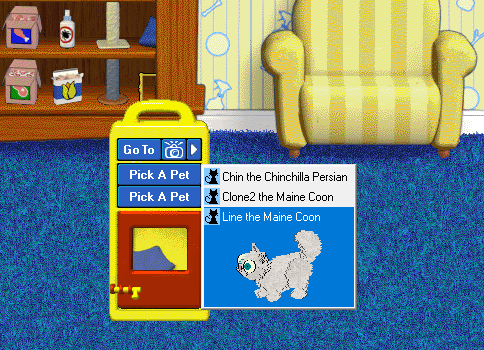 Go To
Pick A Pet
Pick A Pet
Chin the Chinchilla Persian
Clone2 the Maine Coon
Line the Maine Coon